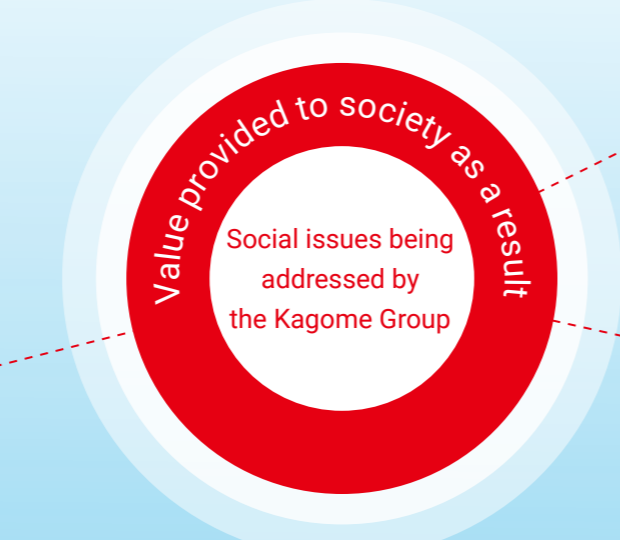 Value provided to society as a result
Social issues being
addressed by
the Kagome Group